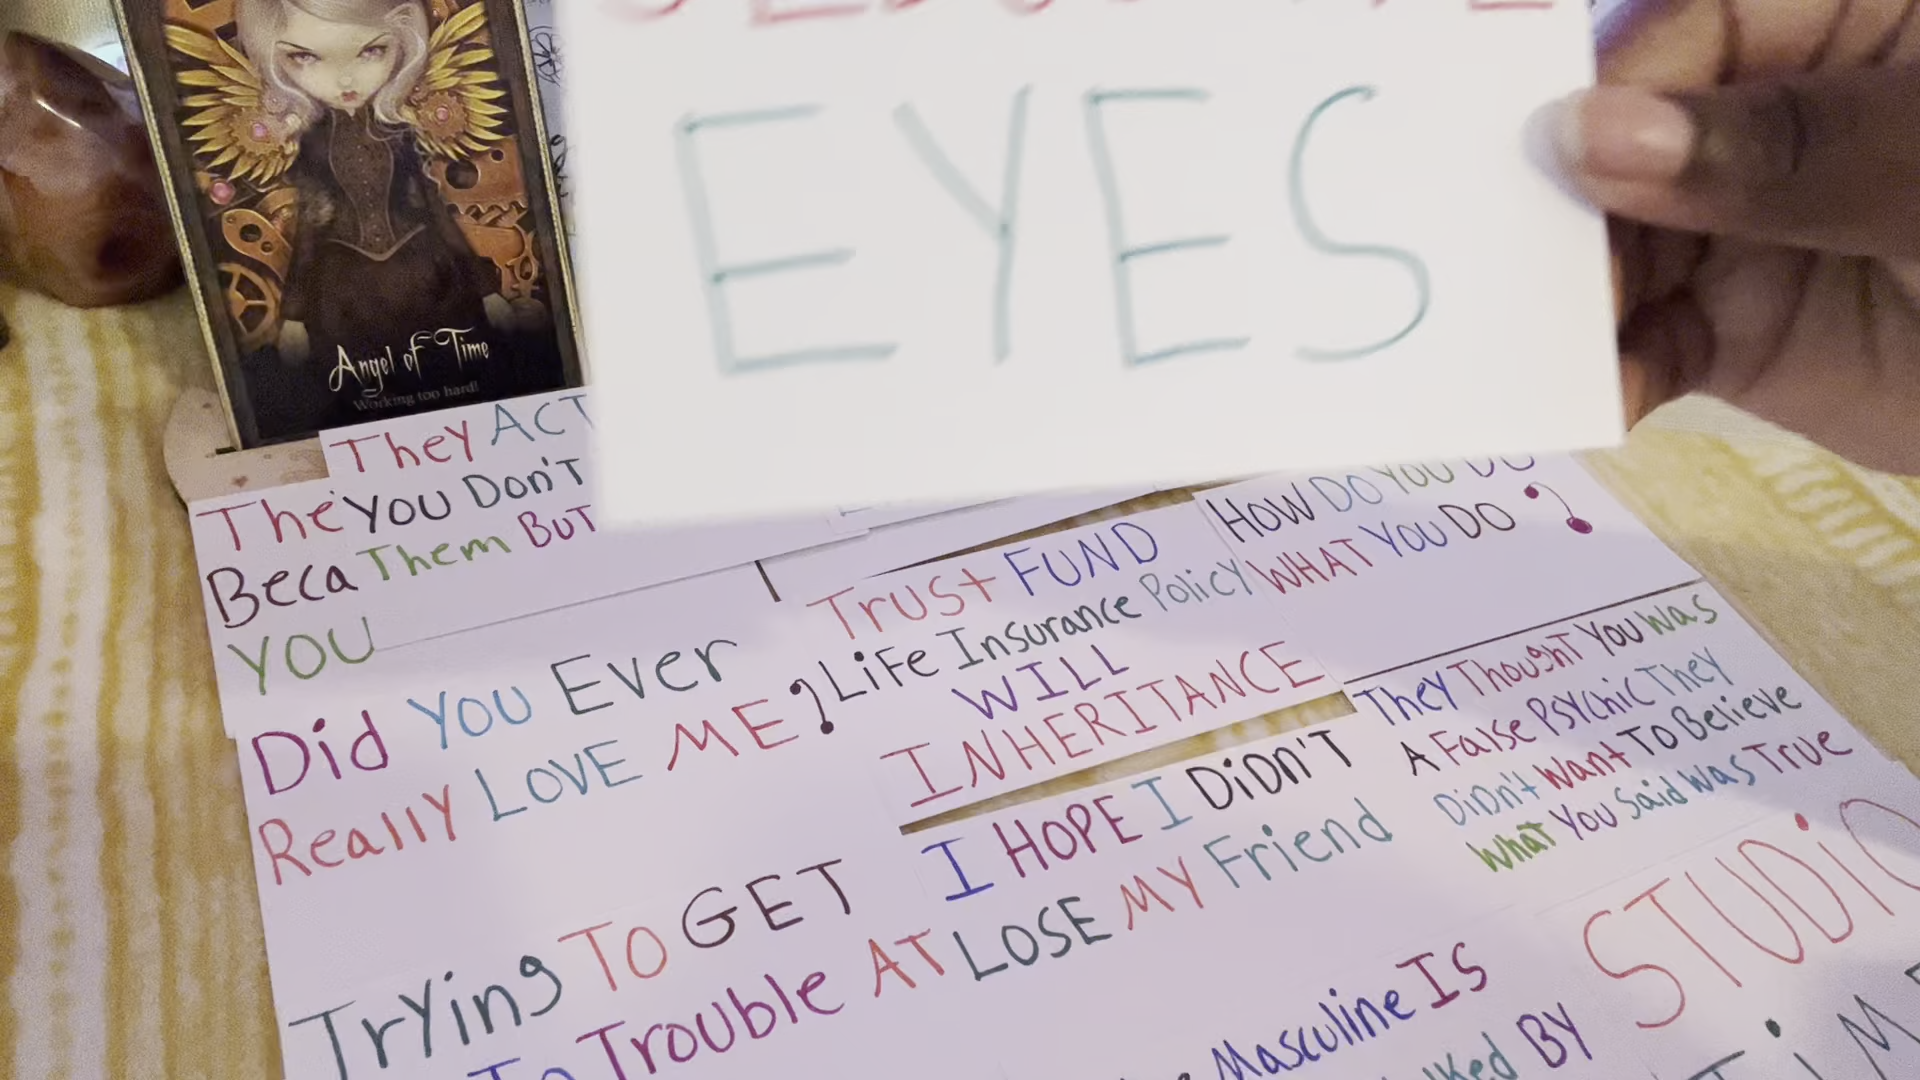 EYES
Angel of Time
Working too hard!
They ACT
The
YOU Don'T
Beca
Them BUT
YOU
Did YOU Ever
Really LOVE ME?
TrUST FUND
Life Insurance Policy
WILL
INHERITANCE
HOW DO YOU DO
WHAT YOU DO ?
They Thought You Was
A False Psychic They
Didn't Want To Believe
What You Said Was True
Trying TO GET
To Trouble AT
I HOPE I DIDN'T
LOSE MY Friend
Masculine Is
BY
STUDIO